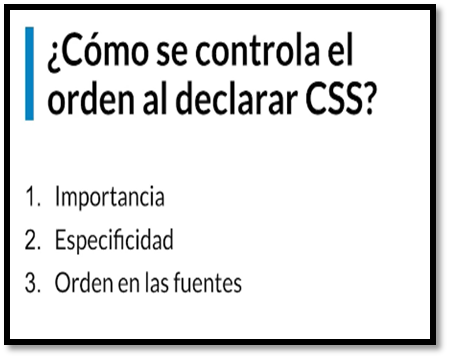 ¿Cómo se controla el
orden al declarar CSS?
1. Importancia
2. Especificidad
3. Orden en las fuentes